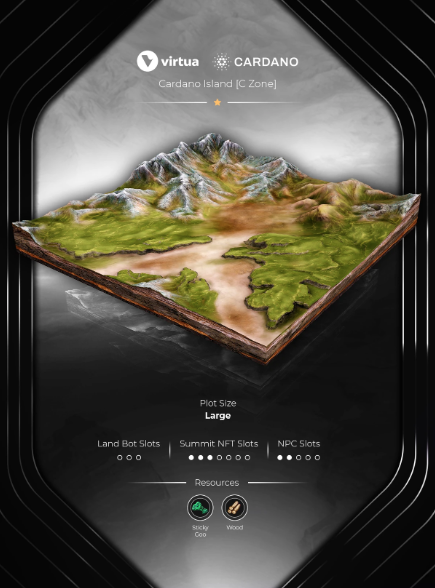 virtua CARDANO
Cardano Island [C Zone]
Plot Size
Large
Land Bot Slots Summit NFT Slots NPC Slots
Resources
Sticky Wood
Goo